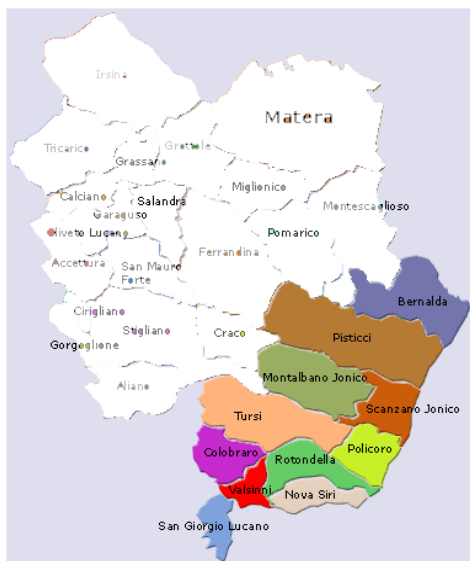 Irsina
Matera
Tricarico
Grottole
Grassano
Miglionico
Calciano
Salandra
Garaguso
Montescaglioso
Oliveto Lucano
Pomarico
Accettura
San Mauro
Forte
Ferrandina
Bernalda
Cirigliano
Stigliano
Craco
Pisticci
Gorgoglione
Montalbano Jonico
Aliano
Scanzano Jonico
Tursi
Policoro
Colobraro
Rotondella
Valsinni
Nova Siri
San Giorgio Lucano